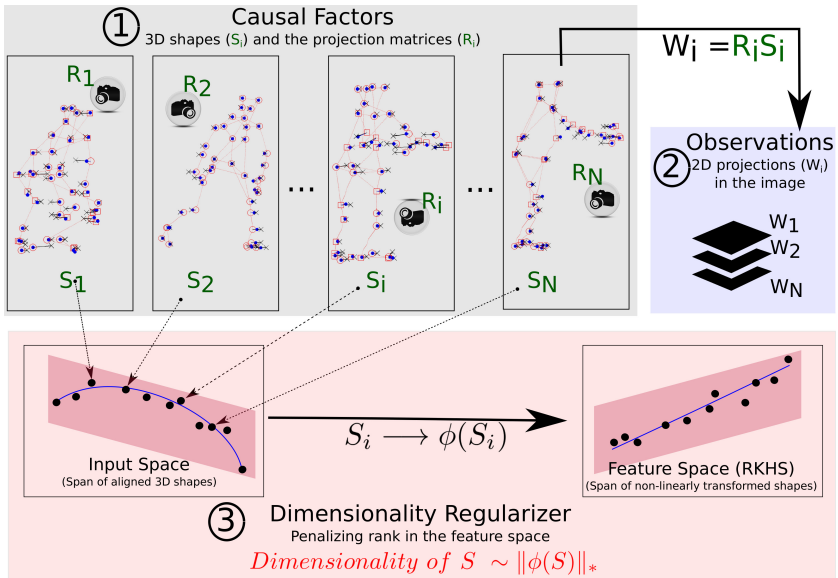 1
Causal Factors
3D shapes (Si) and the projection matrices (Ri)
R1
R2
Ri
RN
...
...
S1
S2
Si
SN
Wi =RiSi
2
Observations
2D projections (Wi)
in the image
W1
W2
WN
Input Space
(Span of aligned 3D shapes)
Si ⟶ ϕ(Si)
Feature Space (RKHS)
(Span of non-linearly transformed shapes)
3
Dimensionality Regularizer
Penalizing rank in the feature space
Dimensionality of S ∼ ‖ϕ(S)‖*